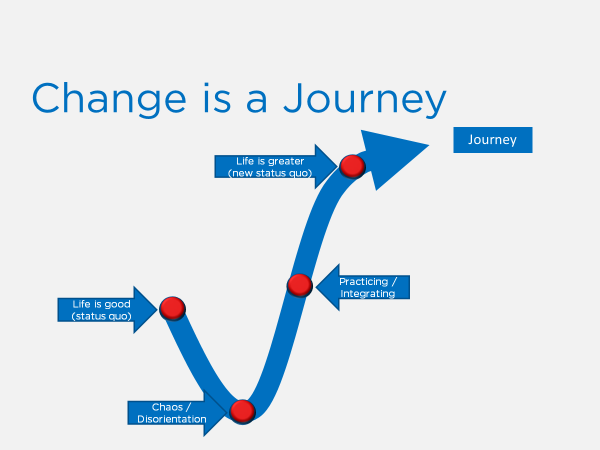 Change is a Journey
Journey
Life is greater
(new status quo)
Practicing /
Integrating
Life is good
(status quo)
Chaos /
Disorientation